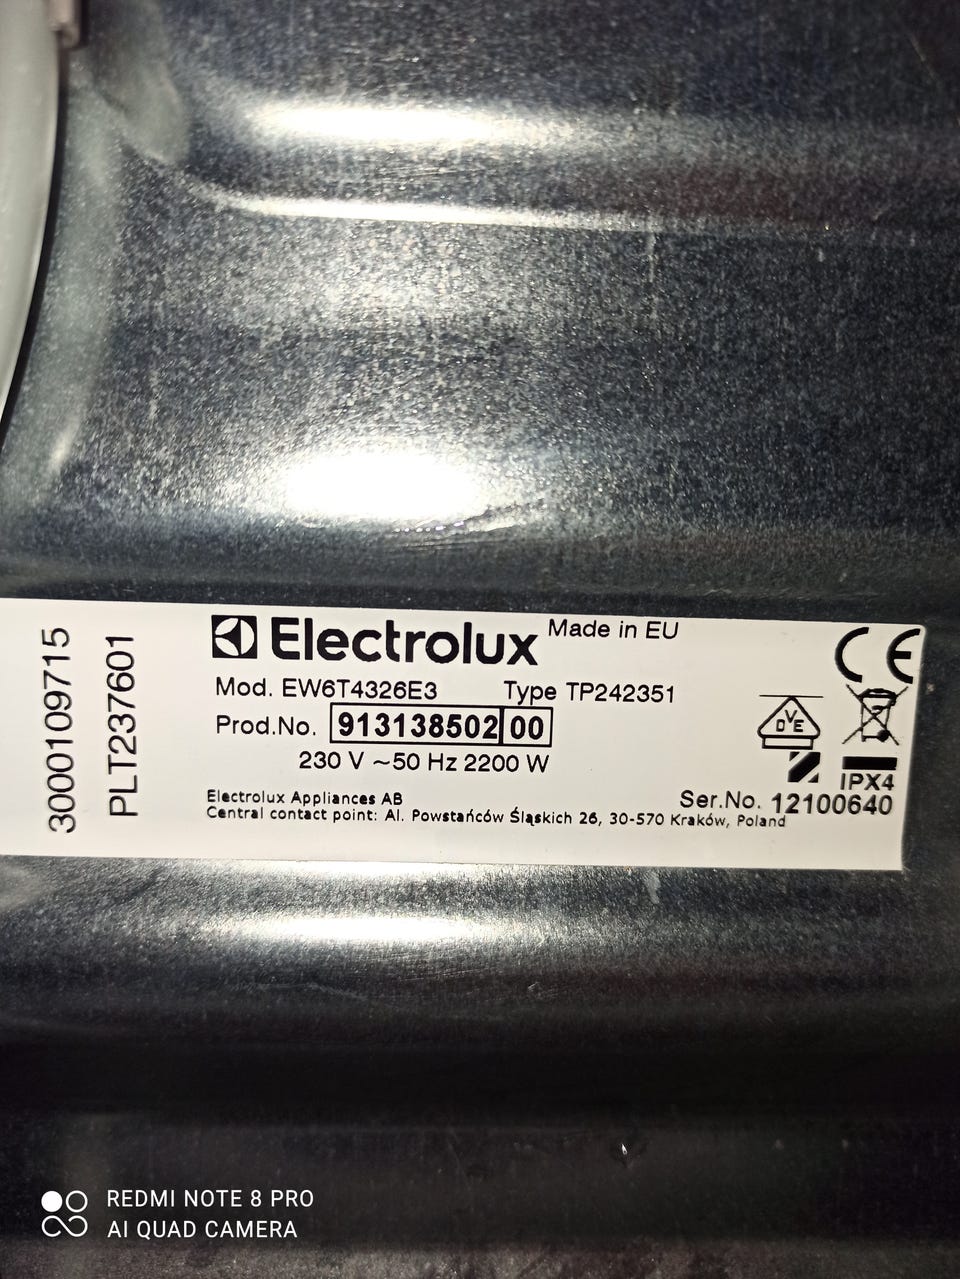 3000109715
PLT237601
Electrolux Made in EU
Mod. EW6T4326E3 Type TP242351
Prod.No. 913138502 00
230 V ~50 Hz 2200 W
CE
DVE
IPX4
Electrolux Appliances AB
Ser.No. 12100640
Central contact point: Al. Powstańców Śląskich 26, 30-570 Kraków, Poland
REDMI NOTE 8 PRO
AI QUAD CAMERA